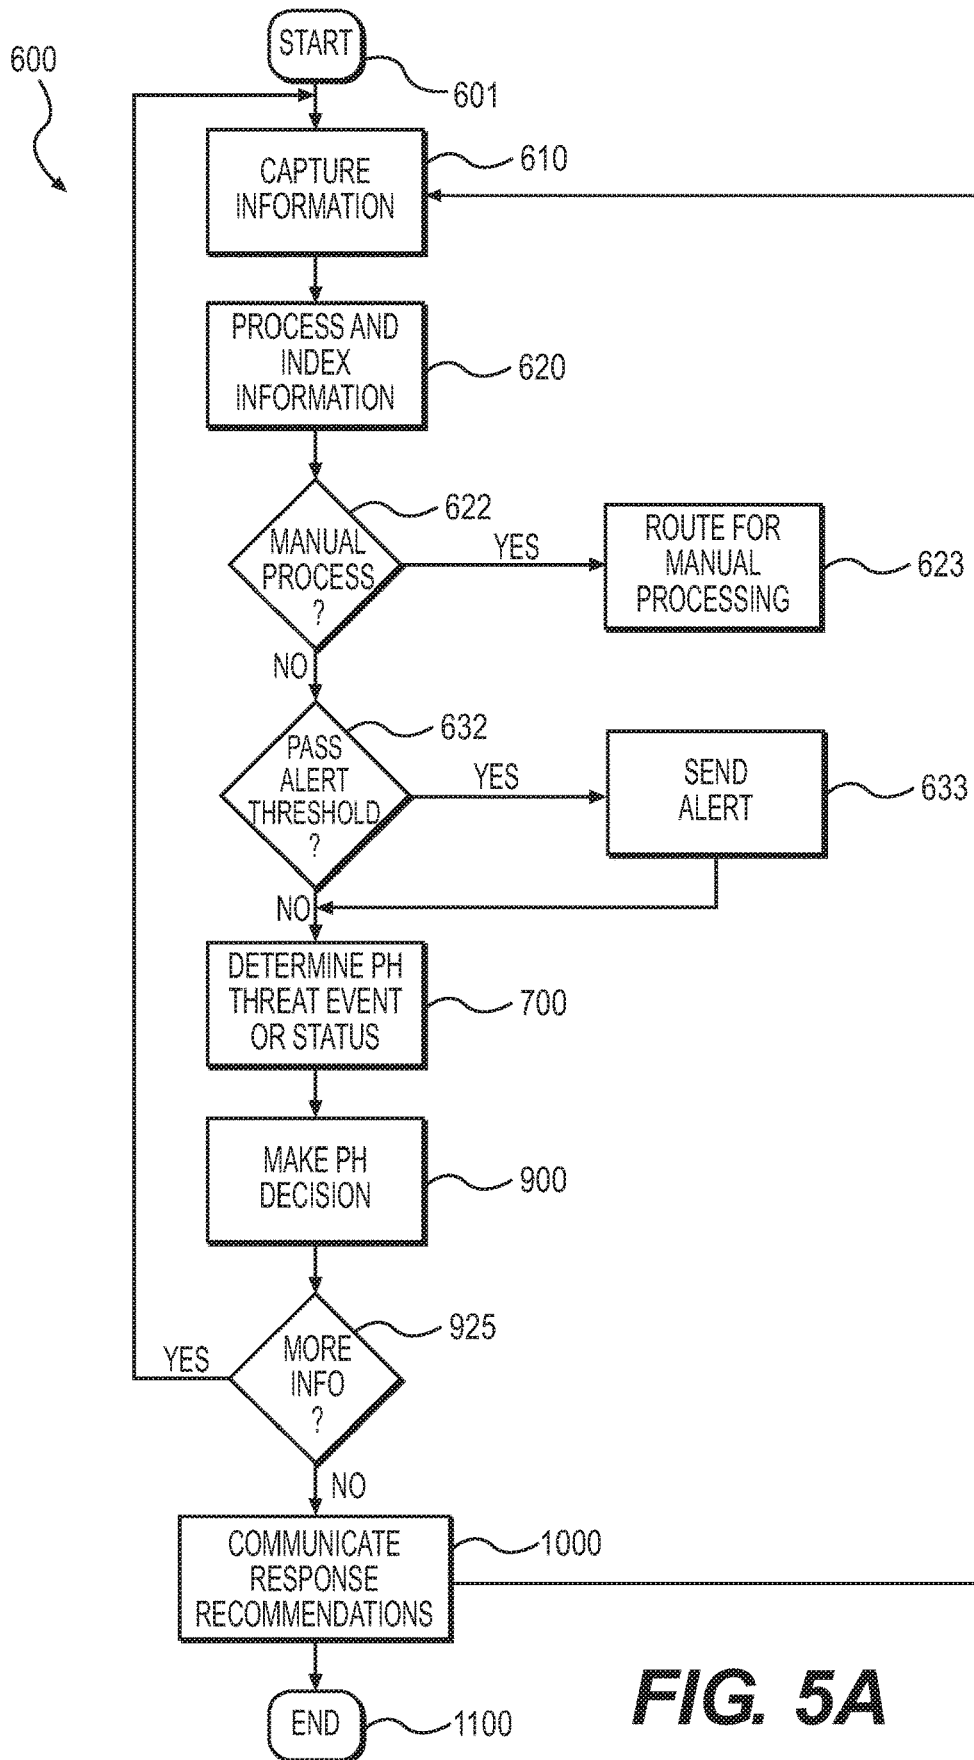 START
600
601
CAPTURE
INFORMATION
610
PROCESS AND
INDEX
INFORMATION
620
622
MANUAL
PROCESS
?
YES
ROUTE FOR
MANUAL
PROCESSING
623
NO
632
PASS
ALERT
THRESHOLD
?
YES
SEND
ALERT
633
NO
DETERMINE PH
THREAT EVENT
OR STATUS
700
MAKE PH
DECISION
900
925
MORE
INFO
?
YES
NO
COMMUNICATE
RESPONSE
RECOMMENDATIONS
1000
END
1100
FIG. 5A